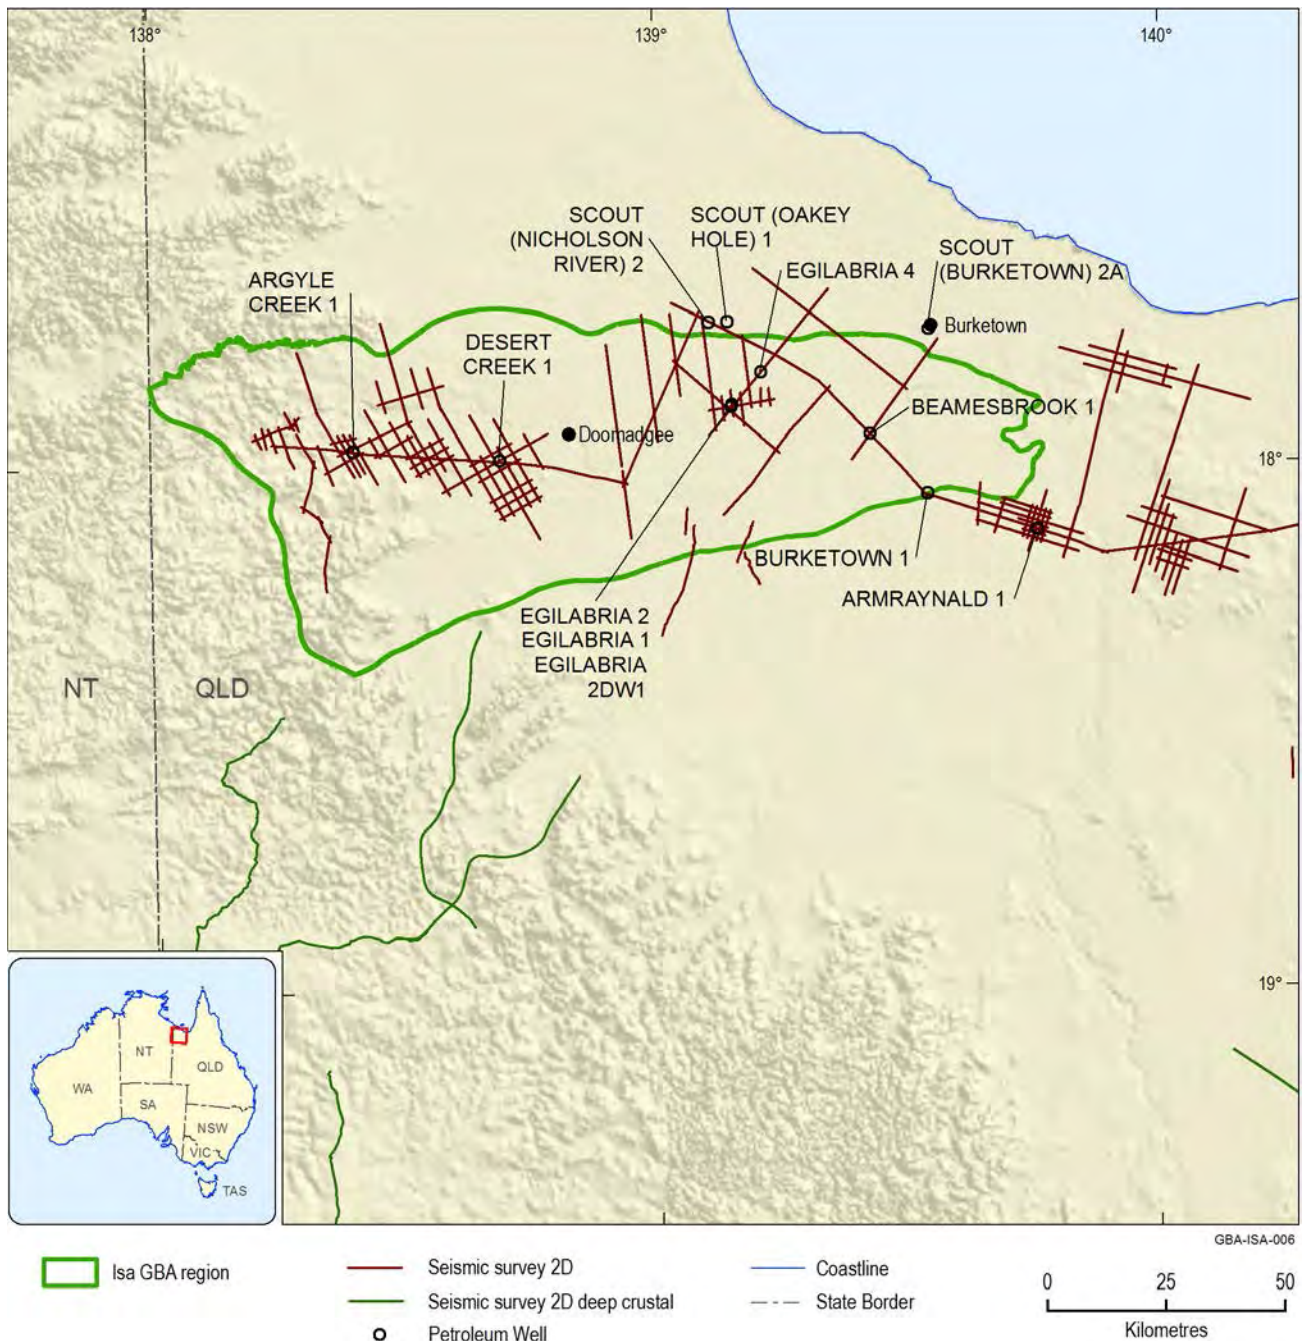 138°
139°
140°
SCOUT
(NICHOLSON
RIVER) 2
SCOUT (OAKEY
HOLE) 1
SCOUT
(BURKETOWN) 2A
EGILABRIA 4
ARGYLE
CREEK 1
Burketown
DESERT
CREEK 1
BEAMESBROOK 1
Doomadgee
18°
BURKETOWN 1
ARMRAYNALD 1
EGILABRIA 2
EGILABRIA 1
EGILABRIA
2DW1
NT
QLD
19°
NT
QLD
WA
SA
NSW
VIC
TAS
GBA-ISA-006
Isa GBA region
Seismic survey 2D
Seismic survey 2D deep crustal
Petroleum Well
Coastline
State Border
0 25 50
Kilometres